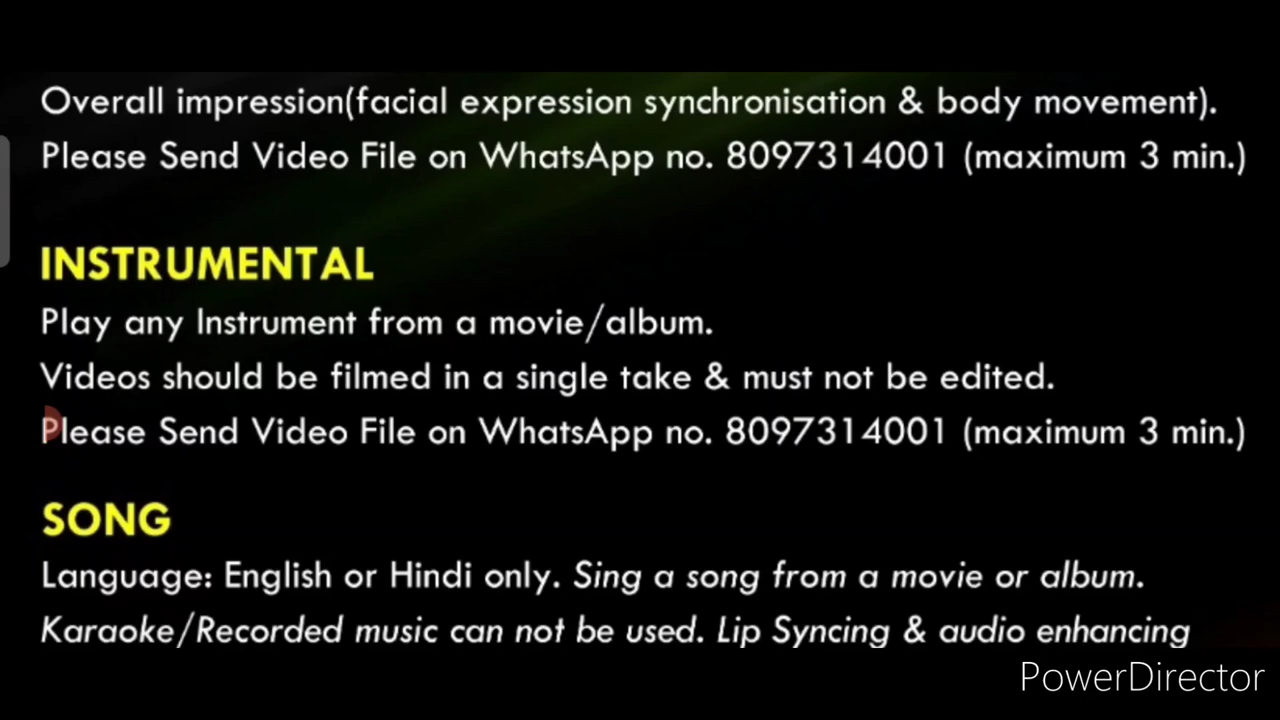 Overall impression(facial expression synchronisation & body movement).
Please Send Video File on WhatsApp no. 8097314001 (maximum 3 min.)
INSTRUMENTAL
Play any Instrument from a movie/album.
Videos should be filmed in a single take & must not be edited.
Please Send Video File on WhatsApp no. 8097314001 (maximum 3 min.)
SONG
Language: English or Hindi only. Sing a song from a movie or album.
Karaoke/Recorded music can not be used. Lip Syncing & audio enhancing
PowerDirector